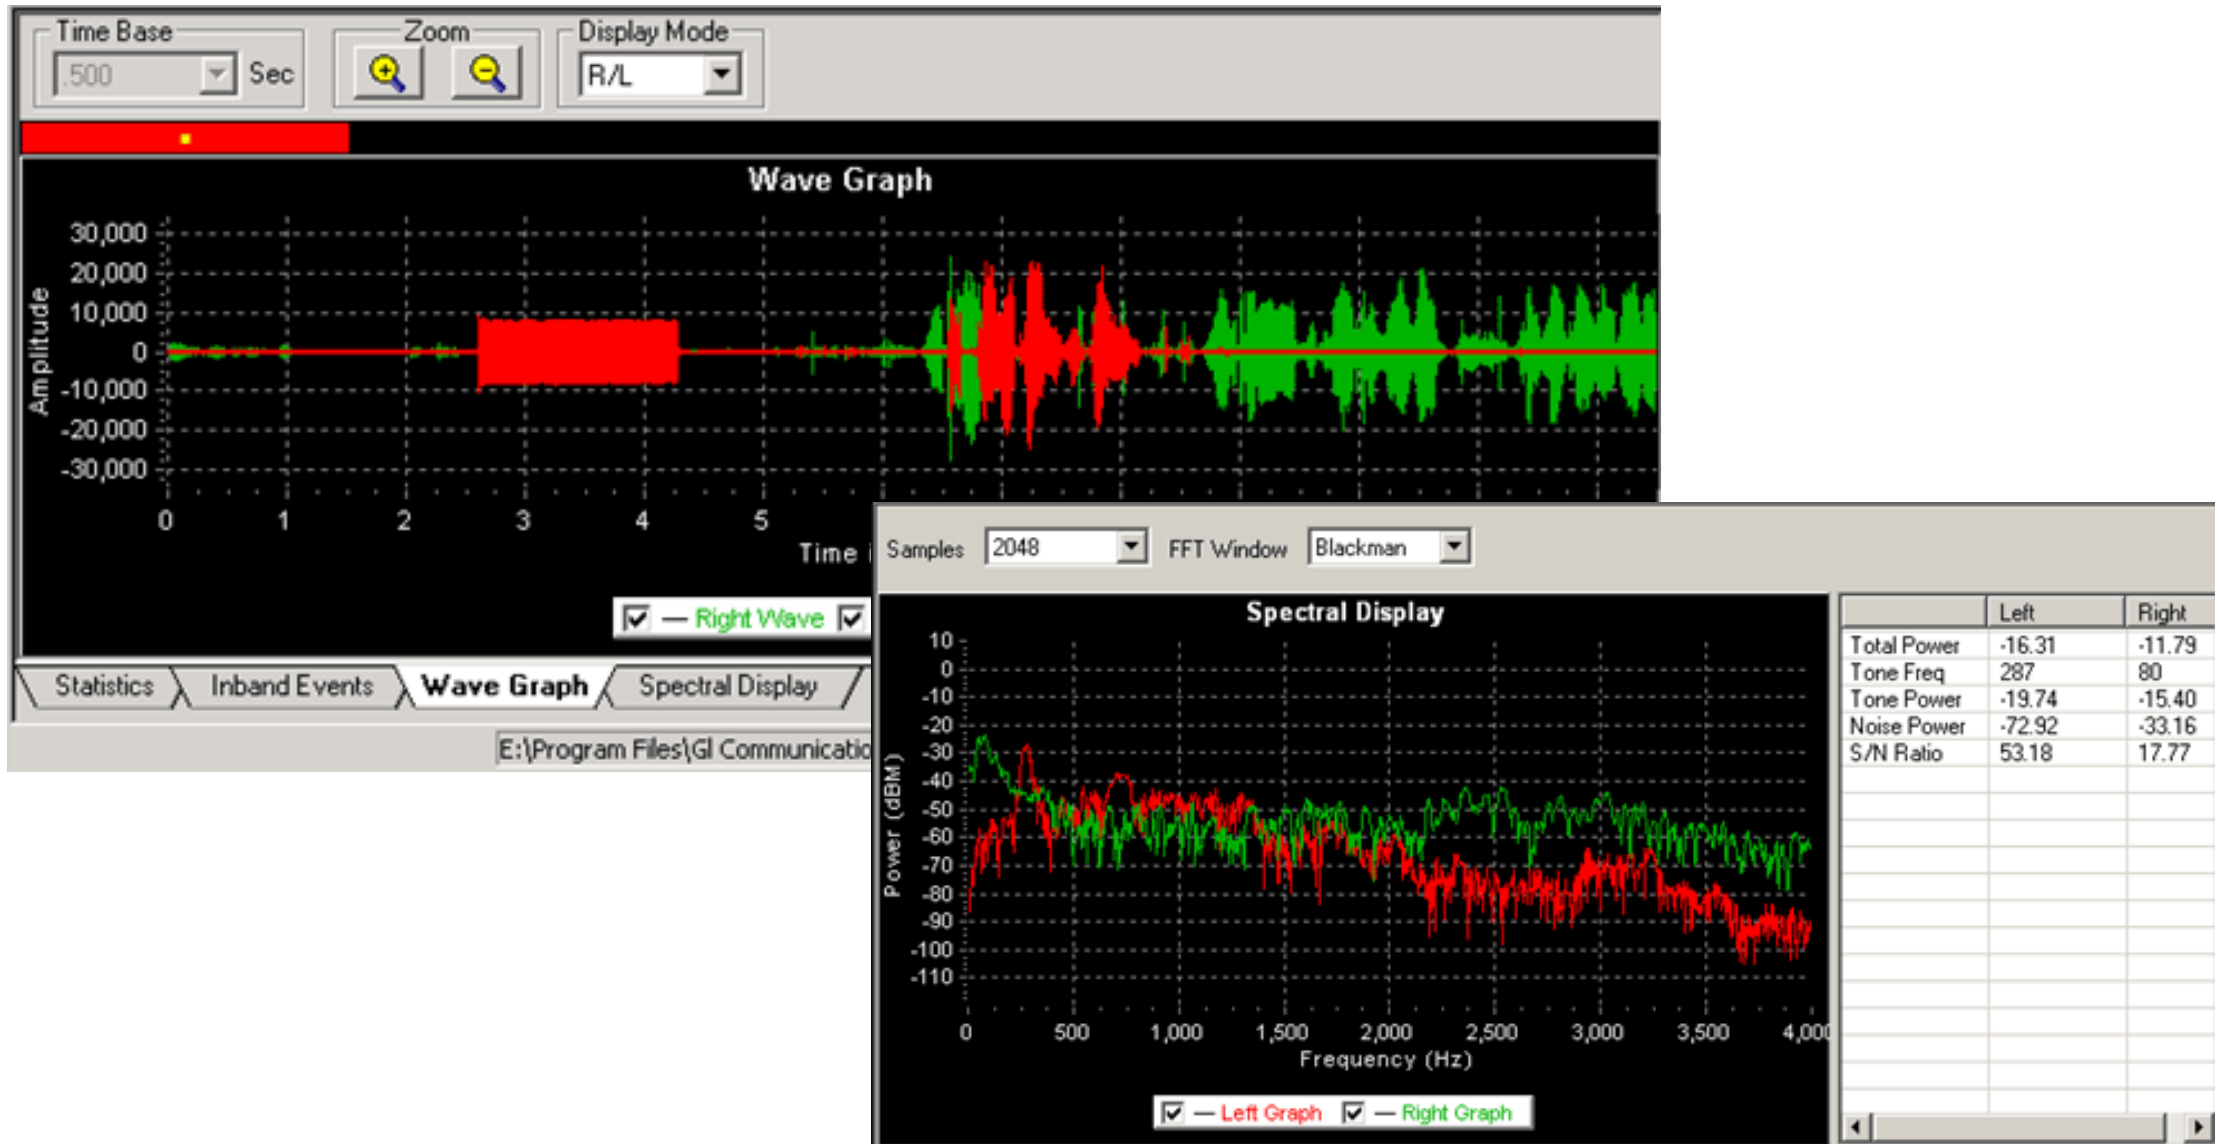 Time Base Zoom Display Mode
.500 Sec R/L
Wave Graph
30,000
20,000
10,000
0
-10,000
-20,000
-30,000
Amplitude
0 1 2 3 4 5
Time i
Right Wave
Statistics Inband Events Wave Graph Spectral Display
E:\Program Files\Gl Communicatio
Samples 2048 FFT Window Blackman
Spectral Display
10
0
-10
-20
-30
-40
-50
-60
-70
-80
-90
-100
-110
Power (dBM)
0 500 1,000 1,500 2,000 2,500 3,000 3,500 4,000
Frequency (Hz)
Left Graph Right Graph
Left Right
Total Power -16.31 -11.79
Tone Freq 287 80
Tone Power -19.74 -15.40
Noise Power -72.92 -33.16
S/N Ratio 53.18 17.77